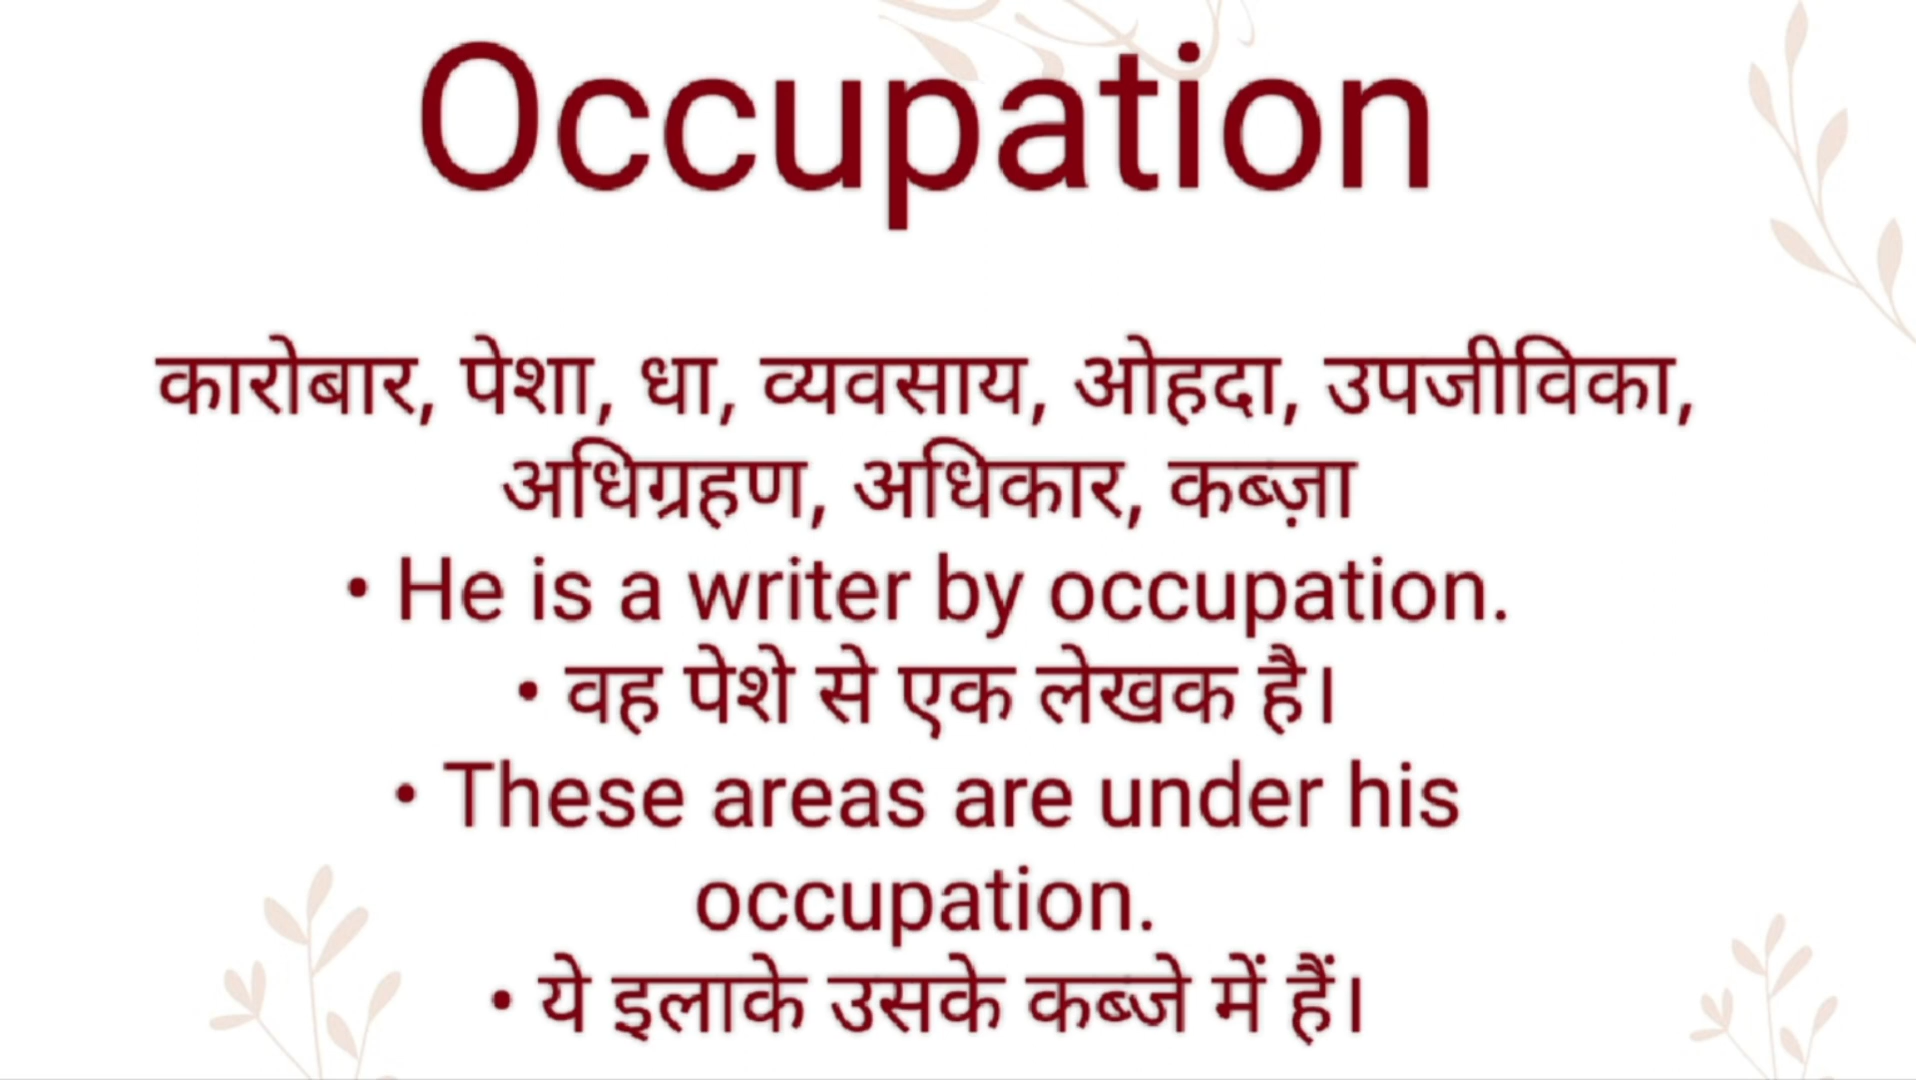 Occupation
कारोबार, पेशा, धा, व्यवसाय, ओहदा, उपजीविका,
अधिग्रहण, अधिकार, कब्ज़ा
• He is a writer by occupation.
• वह पेशे से एक लेखक है।
• These areas are under his
occupation.
• ये इलाके उसके कब्जे में हैं।